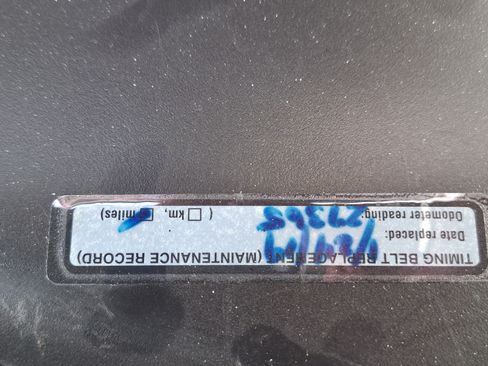 TIMING BELT REPLACEMENT (MAINTENANCE RECORD)
Date replaced:
Odometer reading:
( ☐ km, ☑ miles)